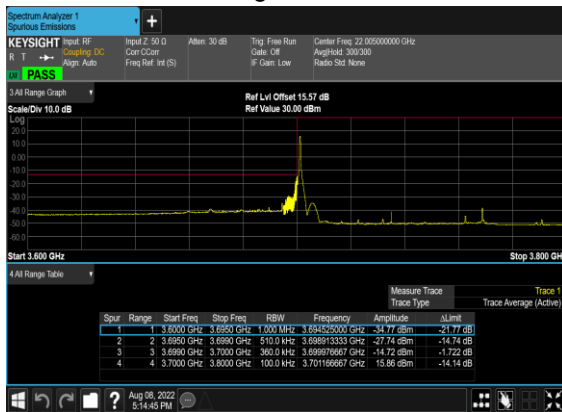 Spectrum Analyzer 1
Spurious Emissions
+
KEYSIGHT Input: RF Input Z: 50 Ω Atten: 30 dB Trig: Free Run Center Freq: 22.005000000 GHz
R T Coupling: DC Corr CCorr Gate: Off Avg|Hold: 300/300
Align: Auto Freq Ref: Int (S) IF Gain: Low Radio Std: None
PASS
3 All Range Graph
Ref Lvl Offset 15.57 dB
Scale/Div 10.0 dB Ref Value 30.00 dBm
Log
20.0
10.0
0.00
-10.0
-20.0
-30.0
-40.0
-50.0
-60.0
Start 3.600 GHz Stop 3.800 GH
4 All Range Table
Measure Trace Trace 1
Trace Type Trace Average (Active)
Spur Range Start Freq Stop Freq RBW Frequency Amplitude ΔLimit
1 1 3.6000 GHz 3.6950 GHz 1.000 MHz 3.694525000 GHz -34.77 dBm -21.77 dB
2 2 3.6950 GHz 3.6990 GHz 510.0 kHz 3.698913333 GHz -27.74 dBm -14.74 dB
3 3 3.6990 GHz 3.7000 GHz 360.0 kHz 3.699976667 GHz -14.72 dBm -1.722 dB
4 4 3.7000 GHz 3.8000 GHz 100.0 kHz 3.701166667 GHz 15.86 dBm -14.14 dB
? Aug 08, 2022
5:14:45 PM